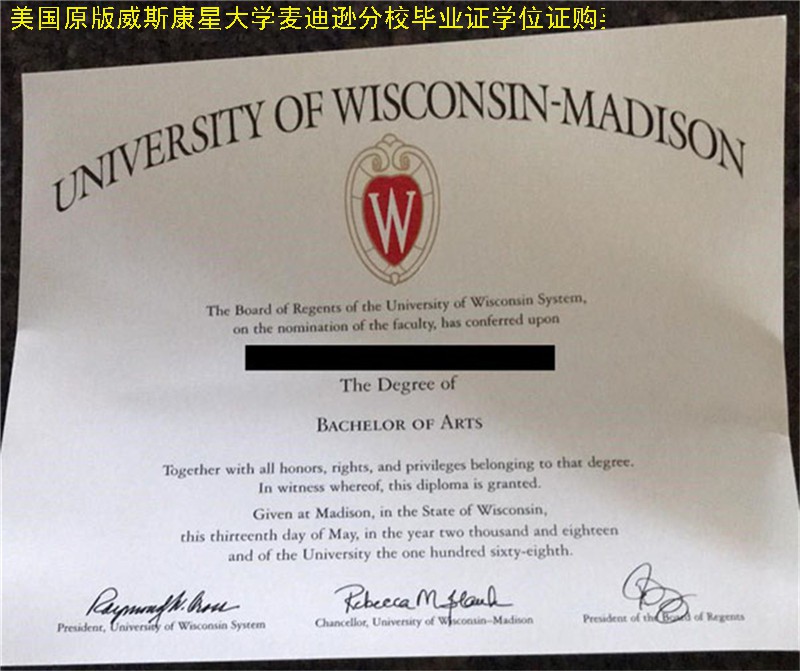 美国原版威斯康星大学麦迪逊分校毕业证学位证购
UNIVERSITY OF WISCONSIN-MADISON
W
The Board of Regents of the University of Wisconsin System,
on the nomination of the faculty, has conferred upon
The Degree of
BACHELOR OF ARTS
Together with all honors, rights, and privileges belonging to that degree.
In witness whereof, this diploma is granted.
Given at Madison, in the State of Wisconsin,
this thirteenth day of May, in the year two thousand and eighteen
and of the University the one hundred sixty-eighth.
Raymond W. Cross
Rebecca M Blank
President, University of Wisconsin System
Chancellor, University of Wisconsin–Madison
President of the Board of Regents